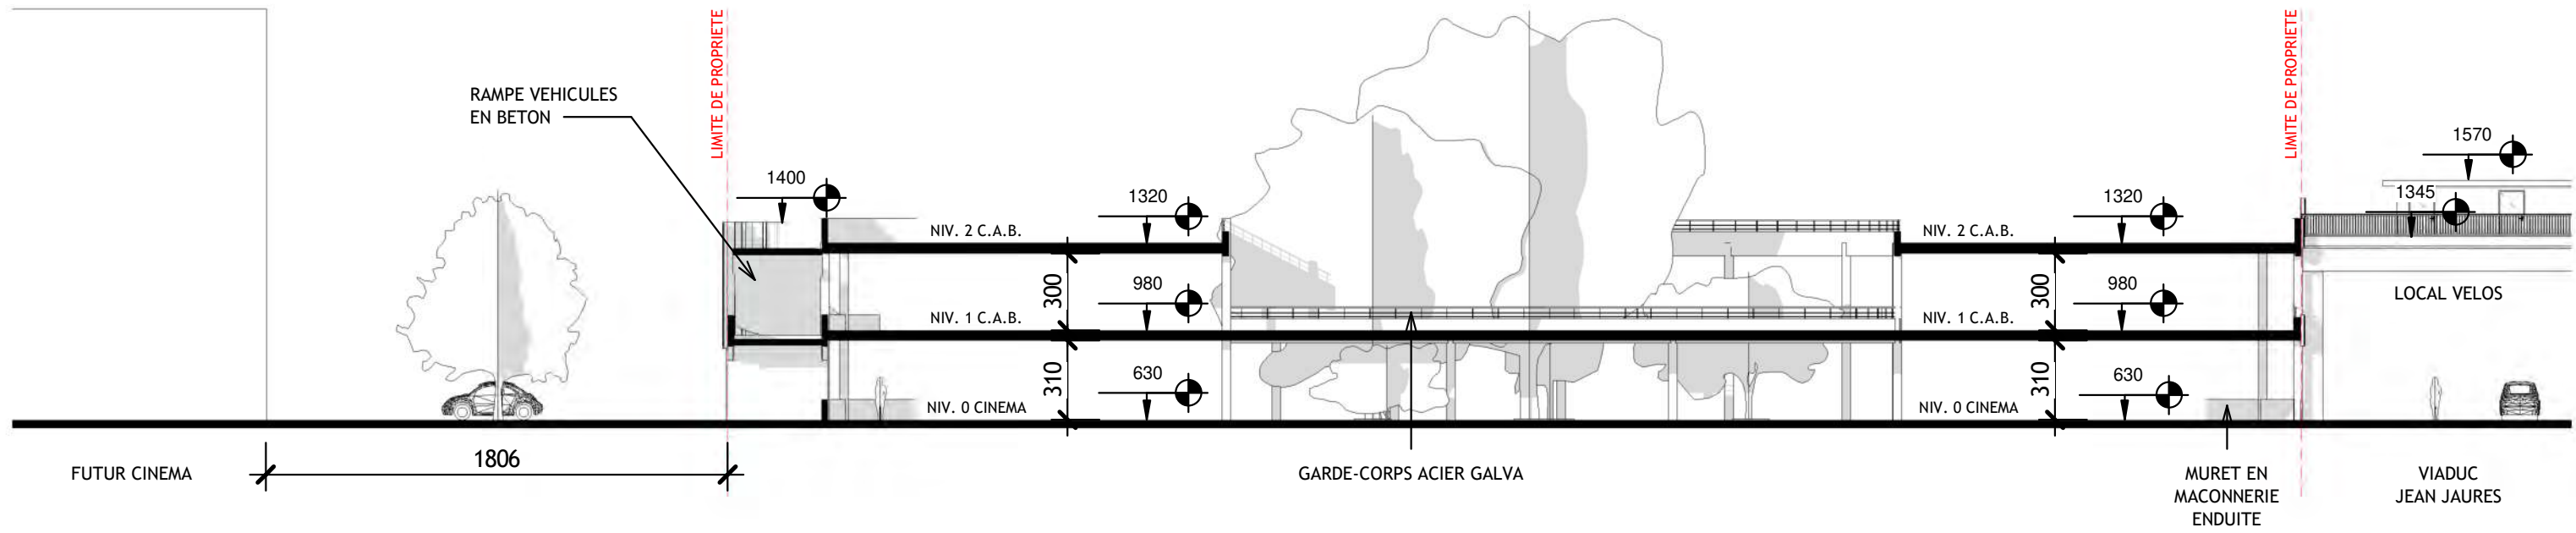 LIMITE DE PROPRIETE
LIMITE DE PROPRIETE
RAMPE VEHICULES
EN BETON
1400
1320
1320
1570
1345
NIV. 2 C.A.B.
NIV. 2 C.A.B.
300
980
300
980
LOCAL VELOS
NIV. 1 C.A.B.
NIV. 1 C.A.B.
310
630
310
630
NIV. 0 CINEMA
NIV. 0 CINEMA
FUTUR CINEMA
1806
GARDE-CORPS ACIER GALVA
MURET EN
MACONNERIE
ENDUITE
VIADUC
JEAN JAURES